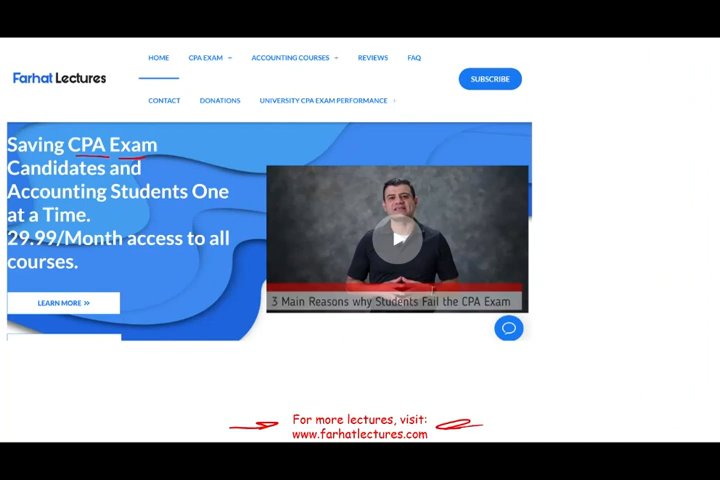 HOME CPA EXAM ACCOUNTING COURSES REVIEWS FAQ
Farhat Lectures
SUBSCRIBE
CONTACT DONATIONS UNIVERSITY CPA EXAM PERFORMANCE
Saving CPA Exam
Candidates and
Accounting Students One
at a Time.
29.99/Month access to all
courses.
LEARN MORE »
3 Main Reasons why Students Fail the CPA Exam
For more lectures, visit:
www.farhatlectures.com